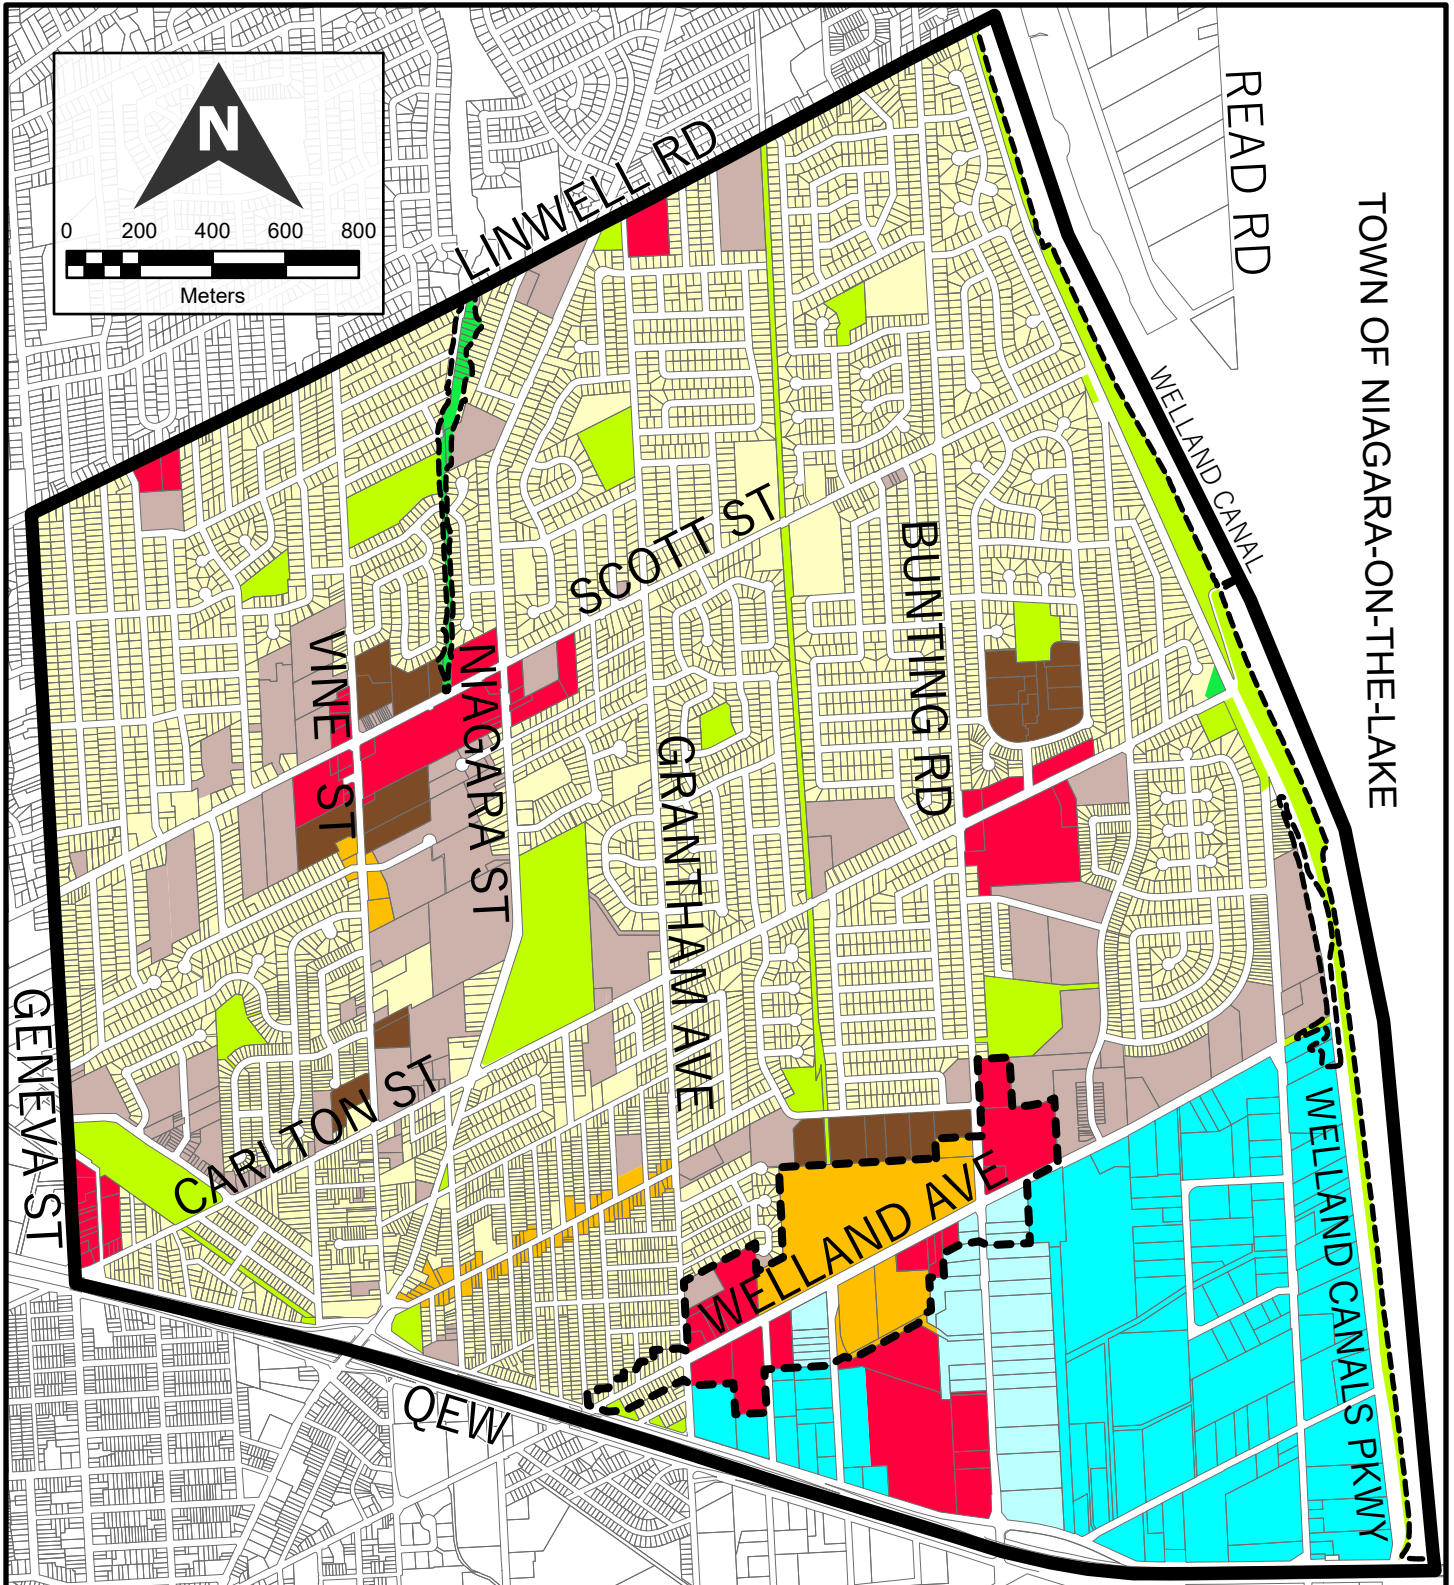 N
0 200 400 600 800
Meters
LINWELL RD
READ RD
TOWN OF NIAGARA-ON-THE-LAKE
WELLAND CANAL
SCOTT ST
BUNTING RD
VINE ST
NIAGARA ST
GRANTHAM AVE
GENEVA ST
CARLTON ST
WELLAND AVE
WELLAND CANALS PKWY
QEW